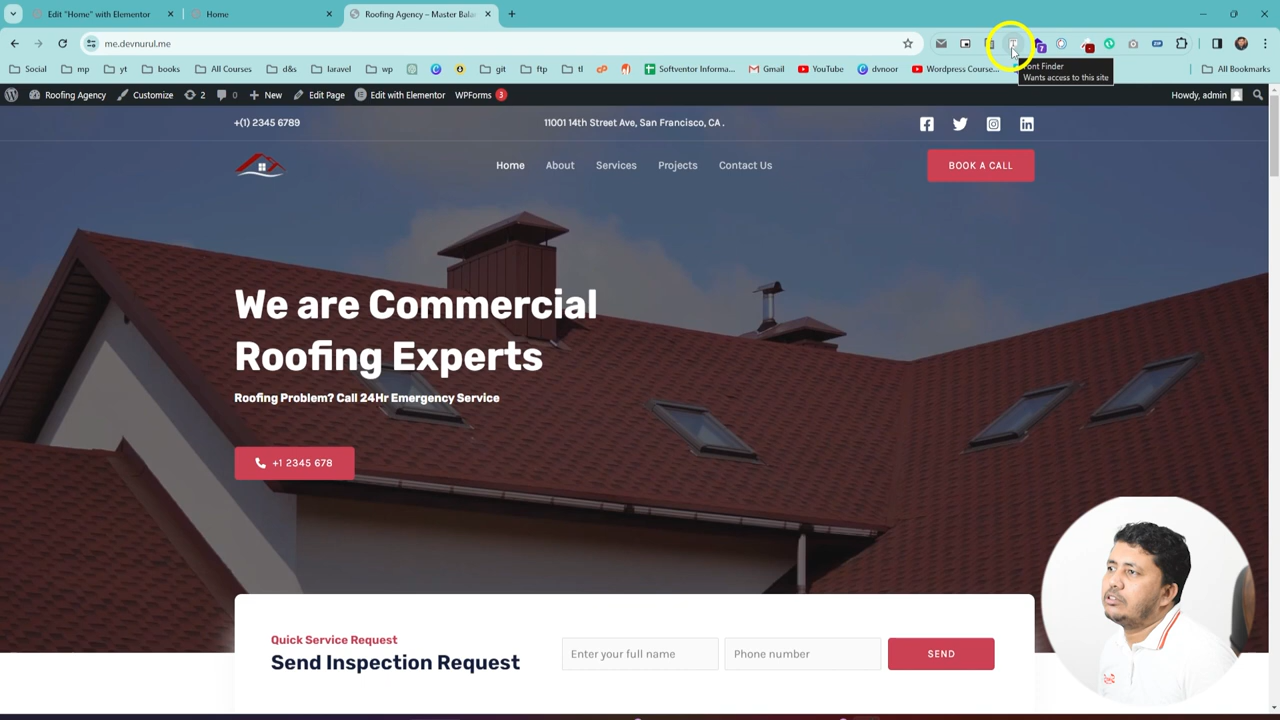 Edit "Home" with Elementor
Home
Roofing Agency – Master Bala
me.devnurul.me
Font Finder
Wants access to this site
Social
mp
yt
books
All Courses
d&s
wp
git
ftp
tl
Softventor Informa...
Gmail
YouTube
dvnoor
Wordpress Course...
All Bookmarks
Roofing Agency
Customize
2
0
New
Edit Page
Edit with Elementor
WPForms 3
Howdy, admin
+(1) 2345 6789
11001 14th Street Ave, San Francisco, CA .
Home
About
Services
Projects
Contact Us
BOOK A CALL
We are Commercial
Roofing Experts
Roofing Problem? Call 24Hr Emergency Service
+1 2345 678
Quick Service Request
Send Inspection Request
Enter your full name
Phone number
SEND